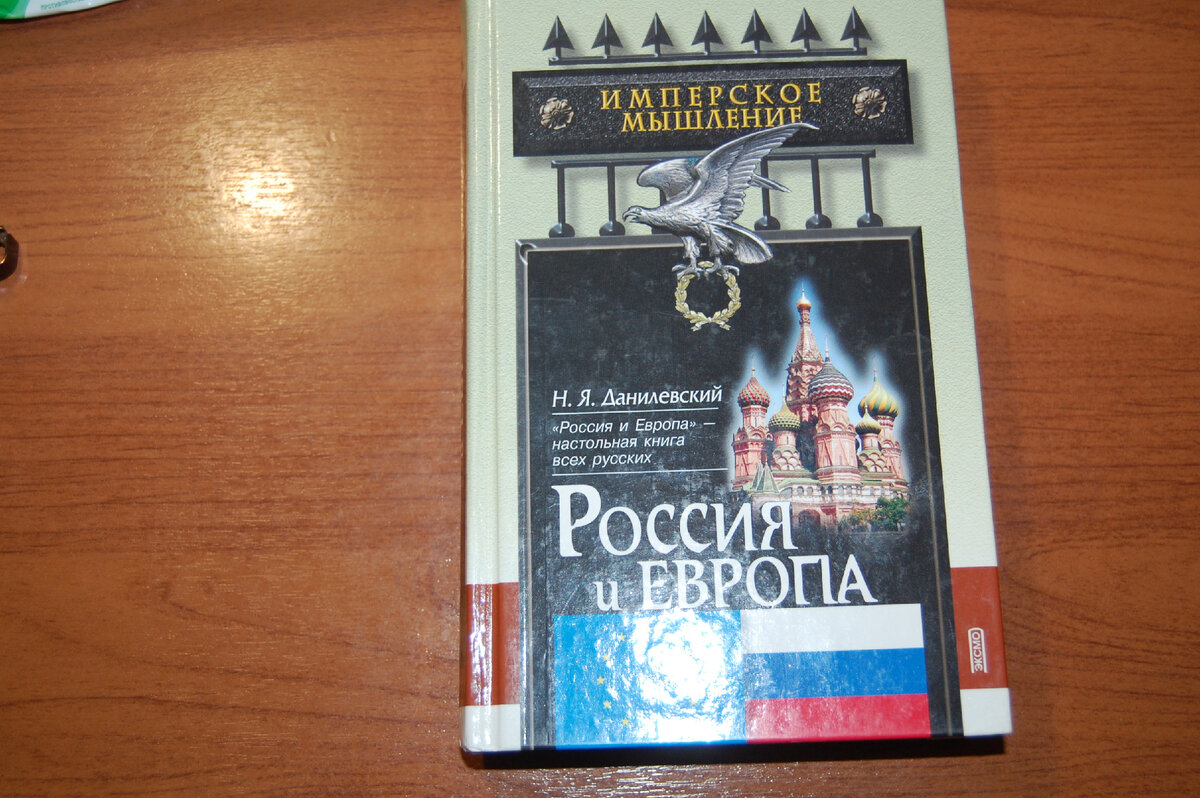 ИМПЕРСКОЕ
МЫШЛЕНИЕ
Н. Я. Данилевский
«Россия и Европа» —
настольная книга
всех русских
РОССИЯ
и ЕВРОПА
ЭКСМО